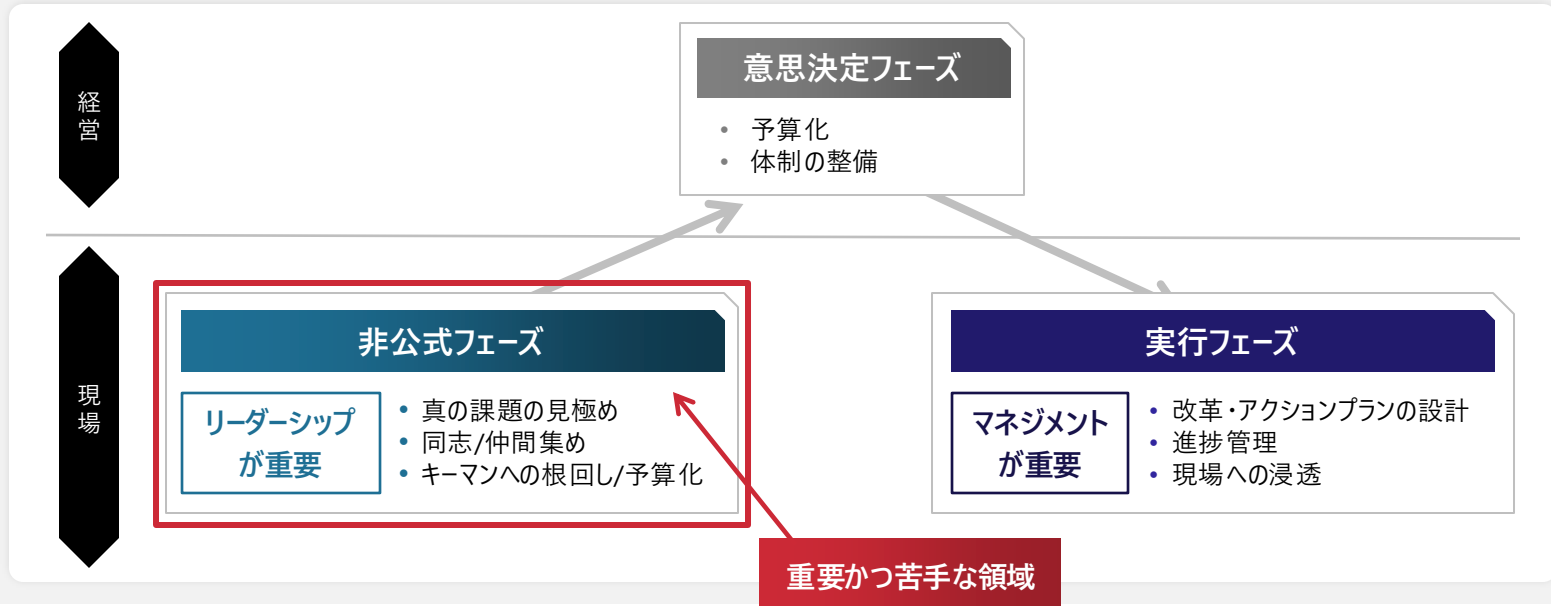 経営
意思決定フェーズ
• 予算化
• 体制の整備
現場
非公式フェーズ
リーダーシップ
が重要
• 真の課題の見極め
• 同志/仲間集め
• キーマンへの根回し/予算化
実行フェーズ
マネジメント
が重要
• 改革・アクションプランの設計
• 進捗管理
• 現場への浸透
重要かつ苦手な領域